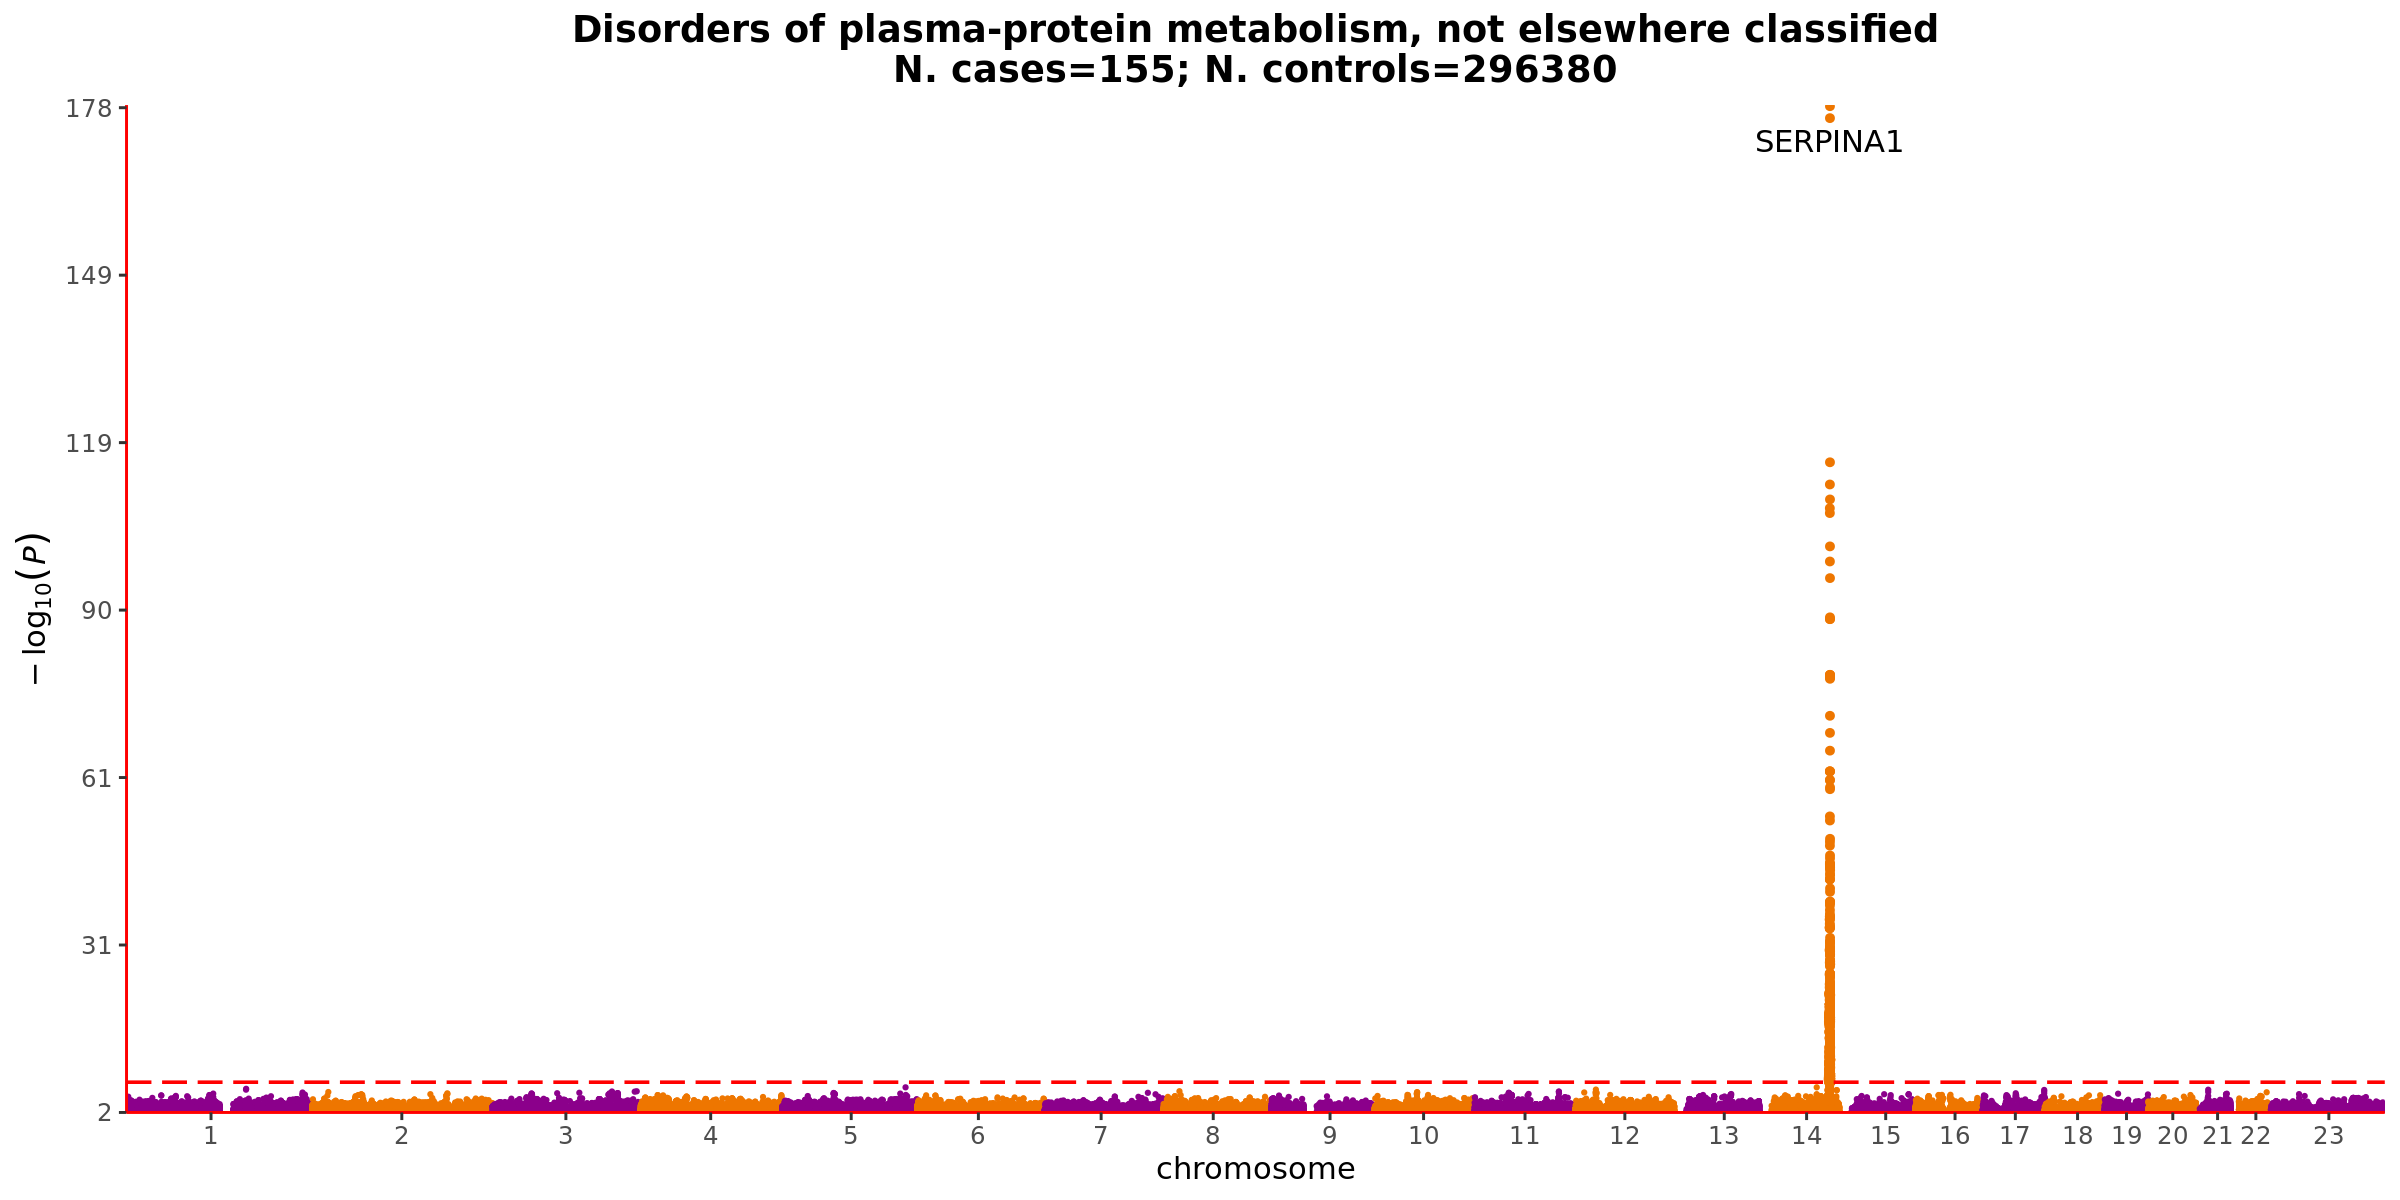 Disorders of plasma-protein metabolism, not elsewhere classified
N. cases=155; N. controls=296380
178
SERPINA1
149
119
90
− log10(P)
61
31
2
1 2 3 4 5 6 7 8 9 10 11 12 13 14 15 16 17 18 19 20 21 22 23
chromosome